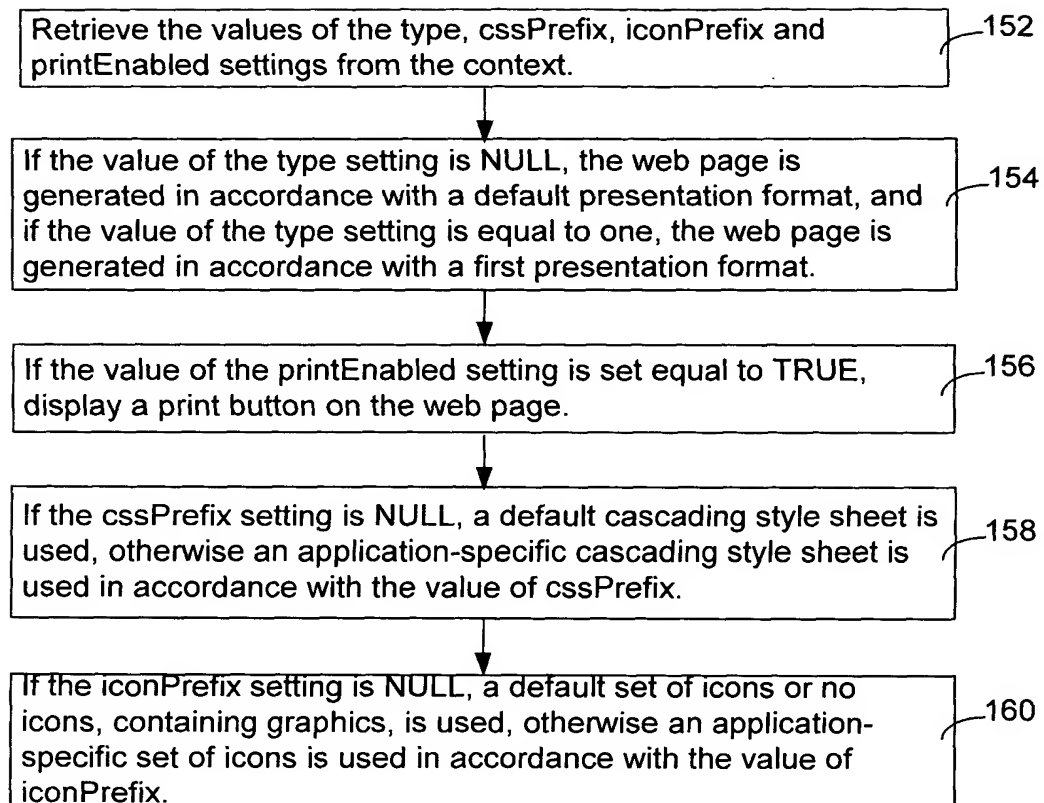 Retrieve the values of the type, cssPrefix, iconPrefix and
printEnabled settings from the context.
152
If the value of the type setting is NULL, the web page is
generated in accordance with a default presentation format, and
if the value of the type setting is equal to one, the web page is
generated in accordance with a first presentation format.
154
If the value of the printEnabled setting is set equal to TRUE,
display a print button on the web page.
156
If the cssPrefix setting is NULL, a default cascading style sheet is
used, otherwise an application-specific cascading style sheet is
used in accordance with the value of cssPrefix.
158
If the iconPrefix setting is NULL, a default set of icons or no
icons, containing graphics, is used, otherwise an application-
specific set of icons is used in accordance with the value of
iconPrefix.
160